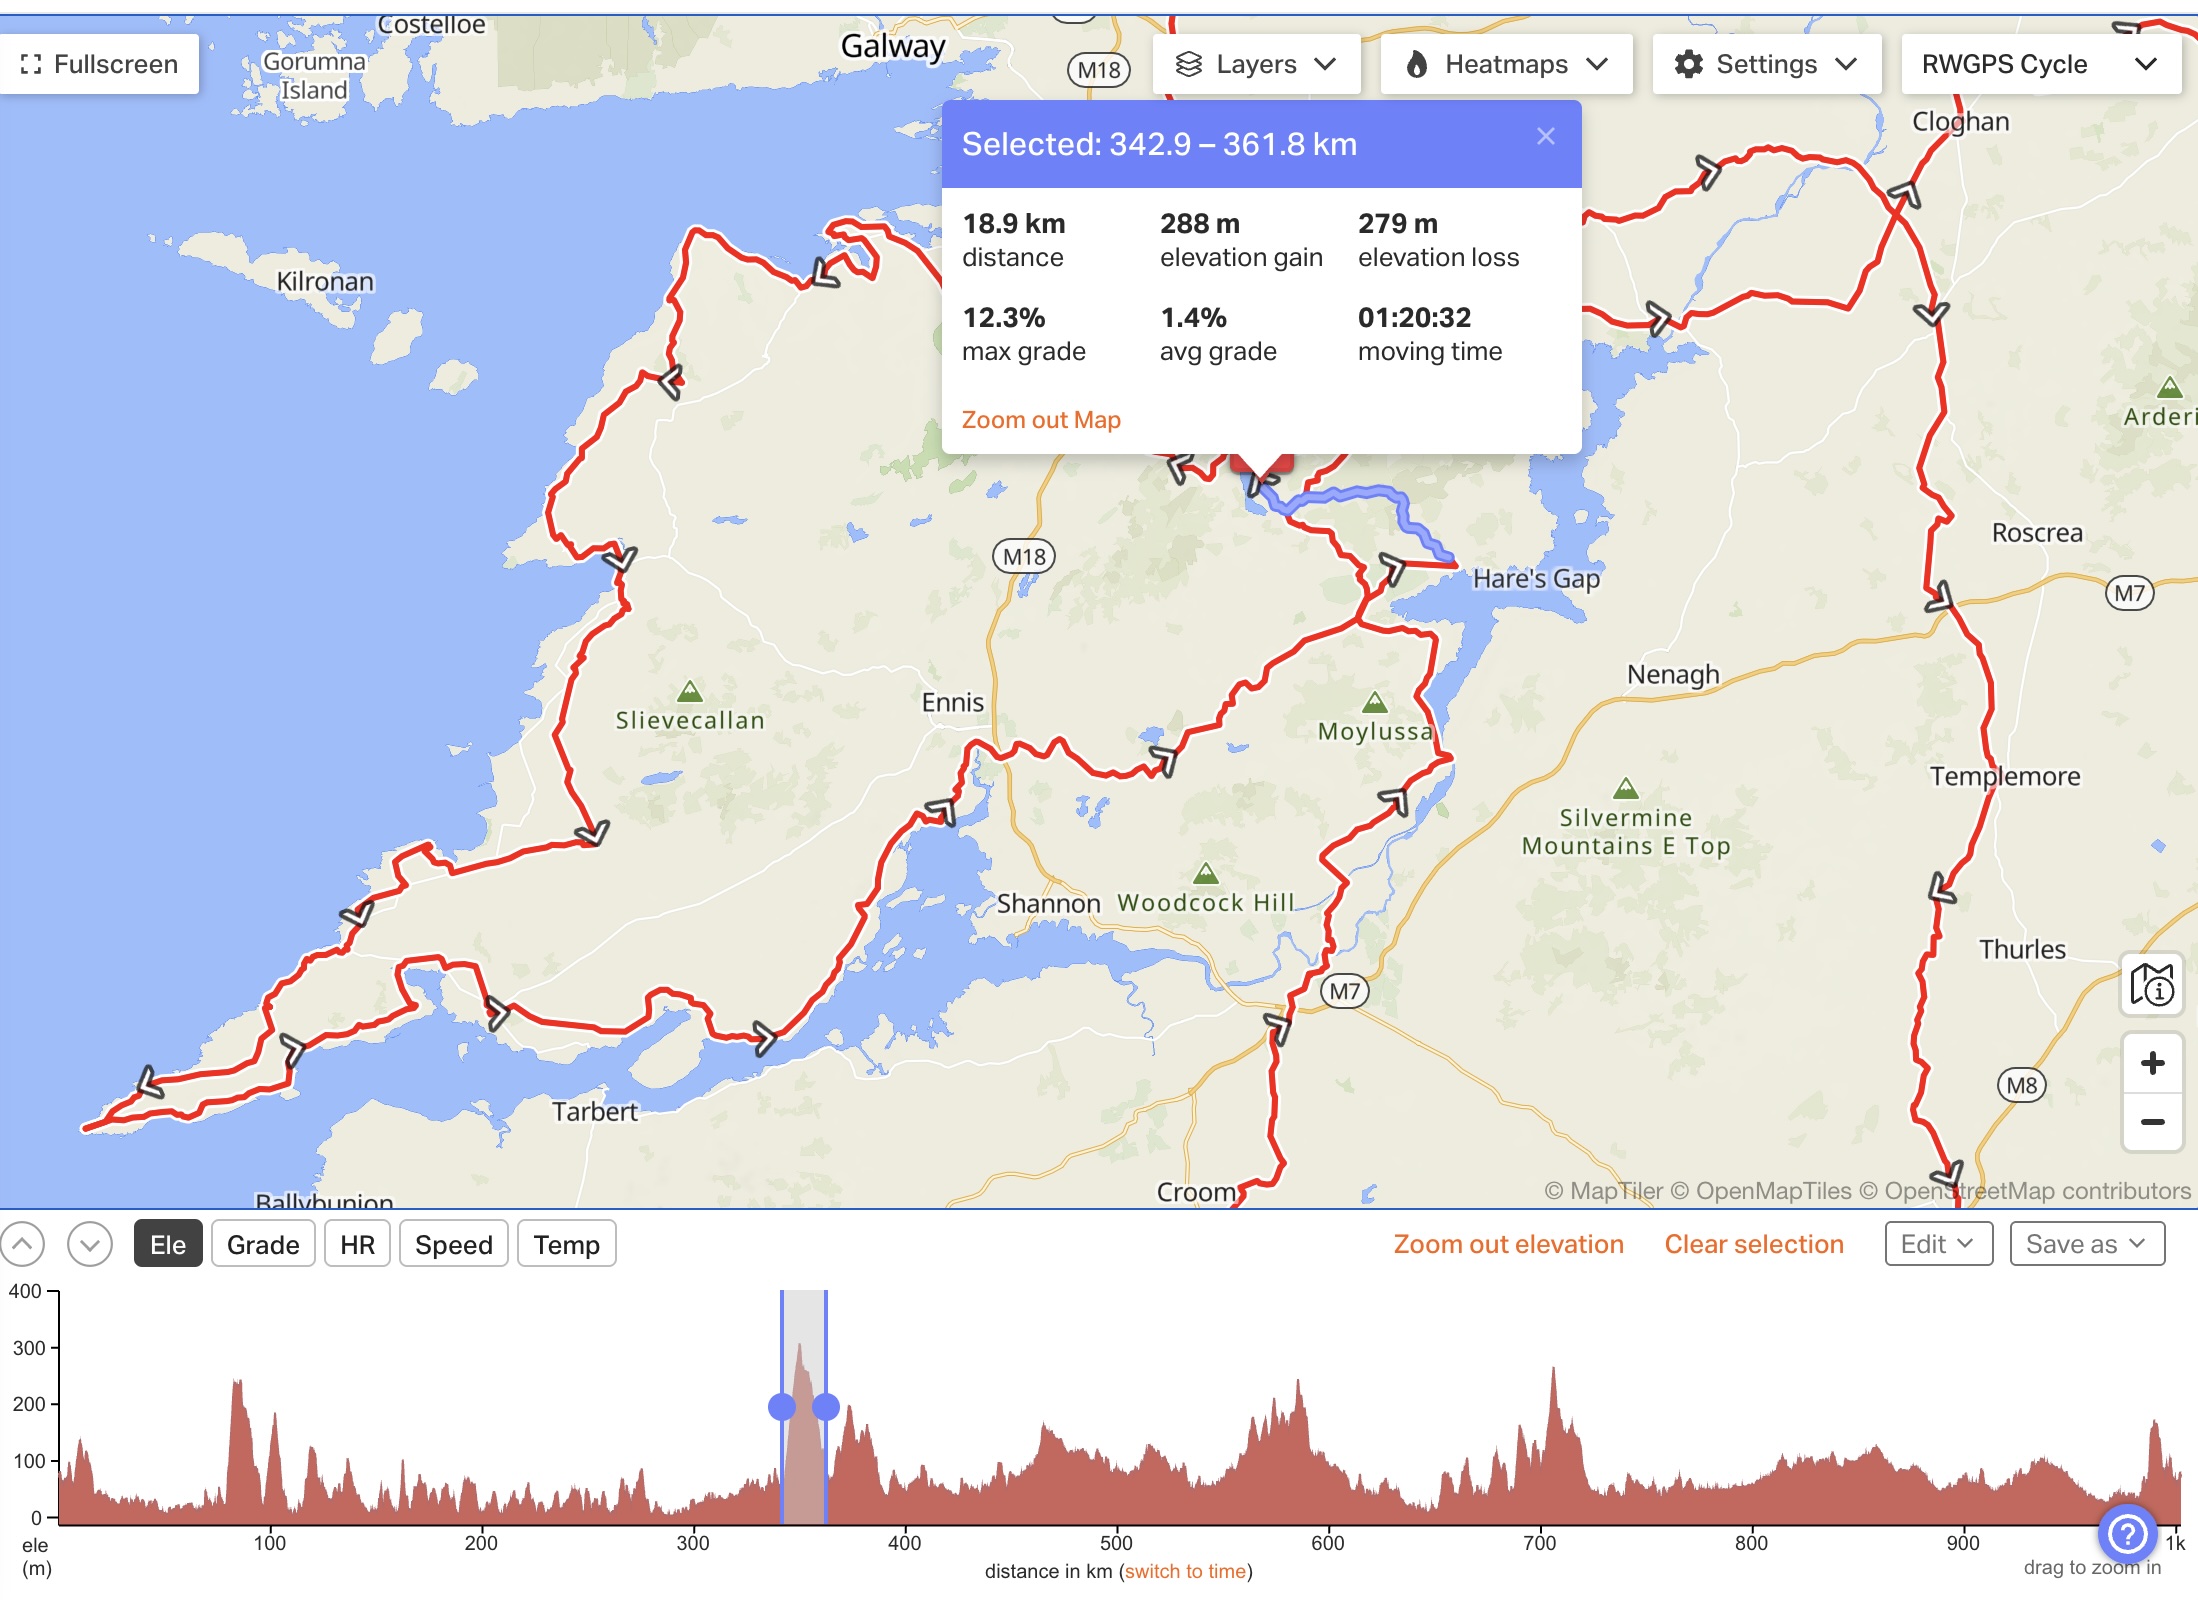 Costelloe
Galway
Gorumna
Island
Fullscreen
M18
Layers
Heatmaps
Settings
RWGPS Cycle
Cloghan
Selected: 342.9 – 361.8 km
18.9 km
distance
288 m
elevation gain
279 m
elevation loss
12.3%
max grade
1.4%
avg grade
01:20:32
moving time
Zoom out Map
Kilronan
Arderi
Roscrea
M18
Hare's Gap
M7
Nenagh
Ennis
Slievecallan
Moylussa
Templemore
Silvermine
Mountains E Top
Shannon
Woodcock Hill
Thurles
M7
M8
Tarbert
Croom
Ballybunion
© MapTiler © OpenMapTiles © OpenStreetMap contributors
Ele
Grade
HR
Speed
Temp
Zoom out elevation
Clear selection
Edit
Save as
400
300
200
100
0
ele
(m)
100
200
300
400
500
600
700
800
900
1k
distance in km (switch to time)
drag to zoom in